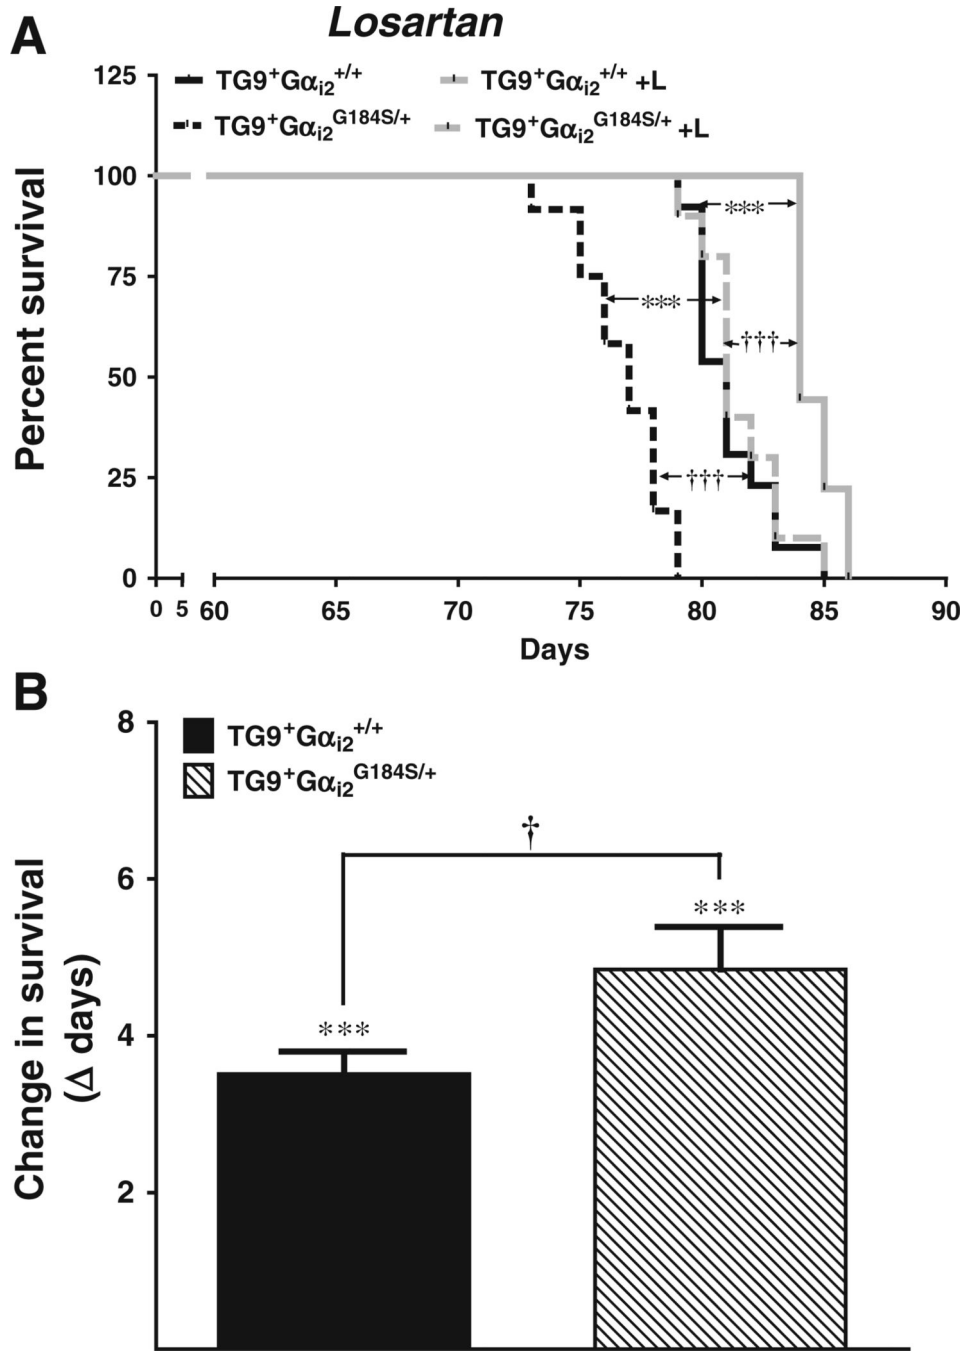 A
Losartan
125
TG9⁺Gαi2⁺/⁺
TG9⁺Gαi2⁺/⁺ +L
TG9⁺Gαi2G184S/⁺
TG9⁺Gαi2G184S/⁺ +L
Percent survival
100
75
50
25
0
***
***
†††
†††
0 5 60 65 70 75 80 85 90
Days
B
Change in survival
(Δ days)
8
6
4
2
TG9⁺Gαi2⁺/⁺
TG9⁺Gαi2G184S/⁺
†
***
***